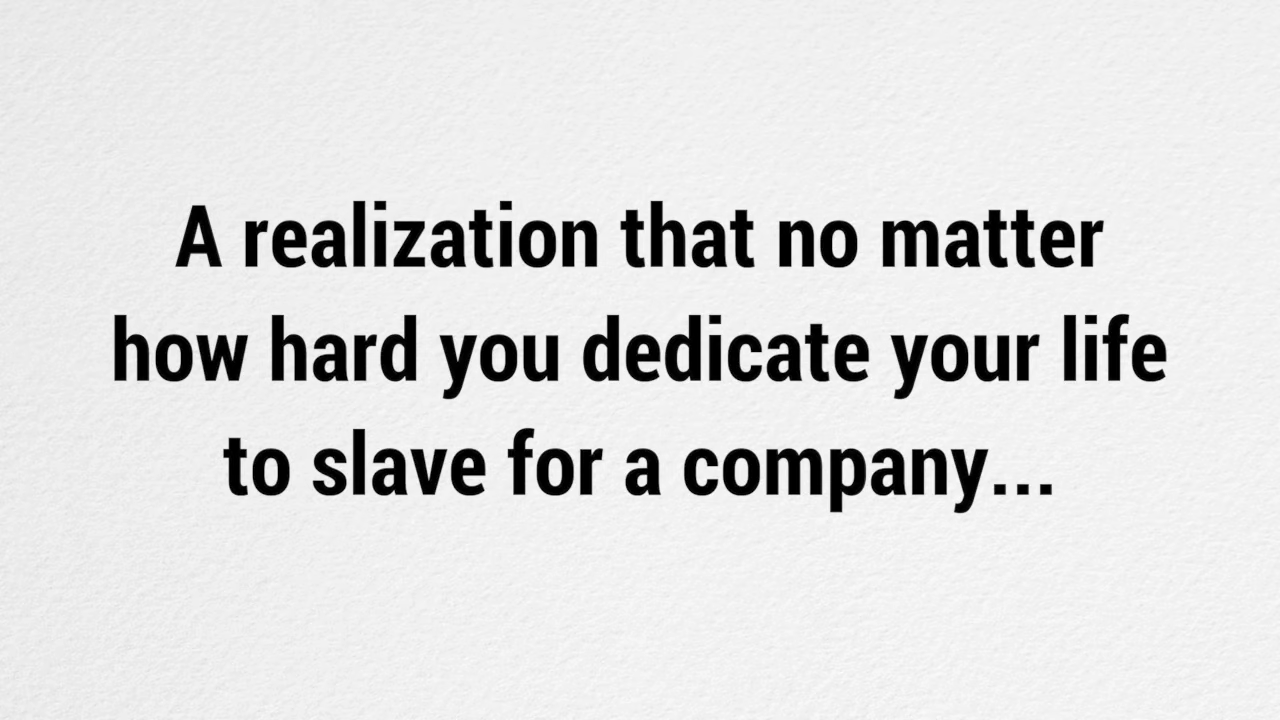 A realization that no matter
how hard you dedicate your life
to slave for a company...